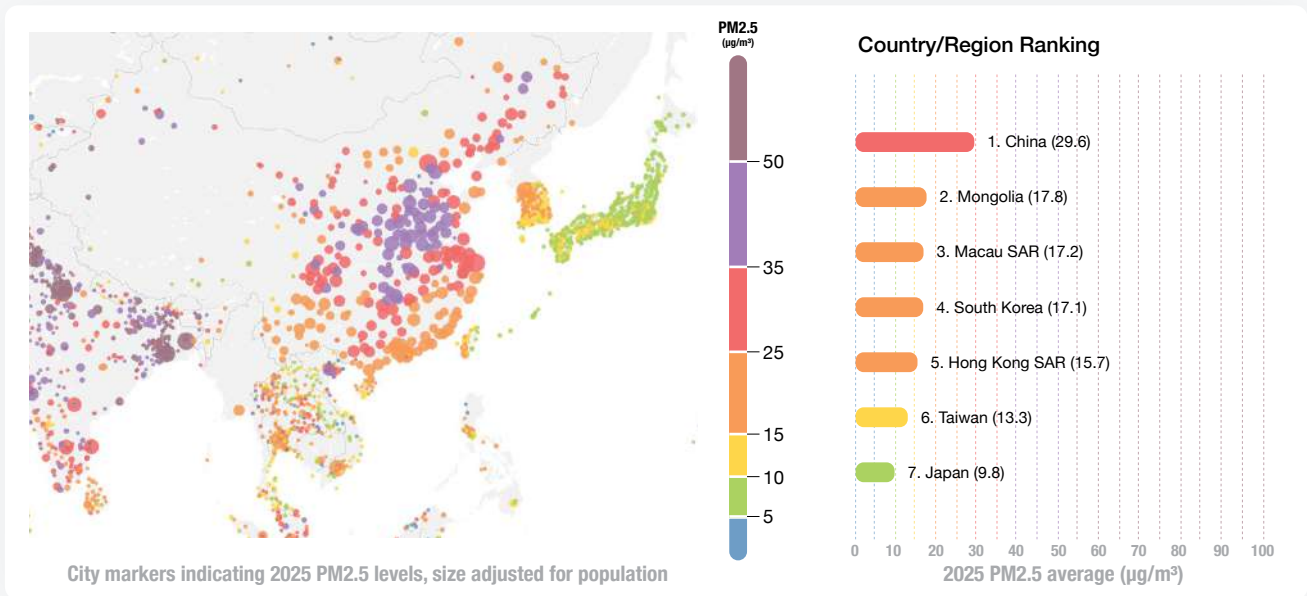 PM2.5
(µg/m³)
50
35
25
15
10
5
City markers indicating 2025 PM2.5 levels, size adjusted for population
Country/Region Ranking
1. China (29.6)
2. Mongolia (17.8)
3. Macau SAR (17.2)
4. South Korea (17.1)
5. Hong Kong SAR (15.7)
6. Taiwan (13.3)
7. Japan (9.8)
0 10 20 30 40 50 60 70 80 90 100
2025 PM2.5 average (µg/m³)